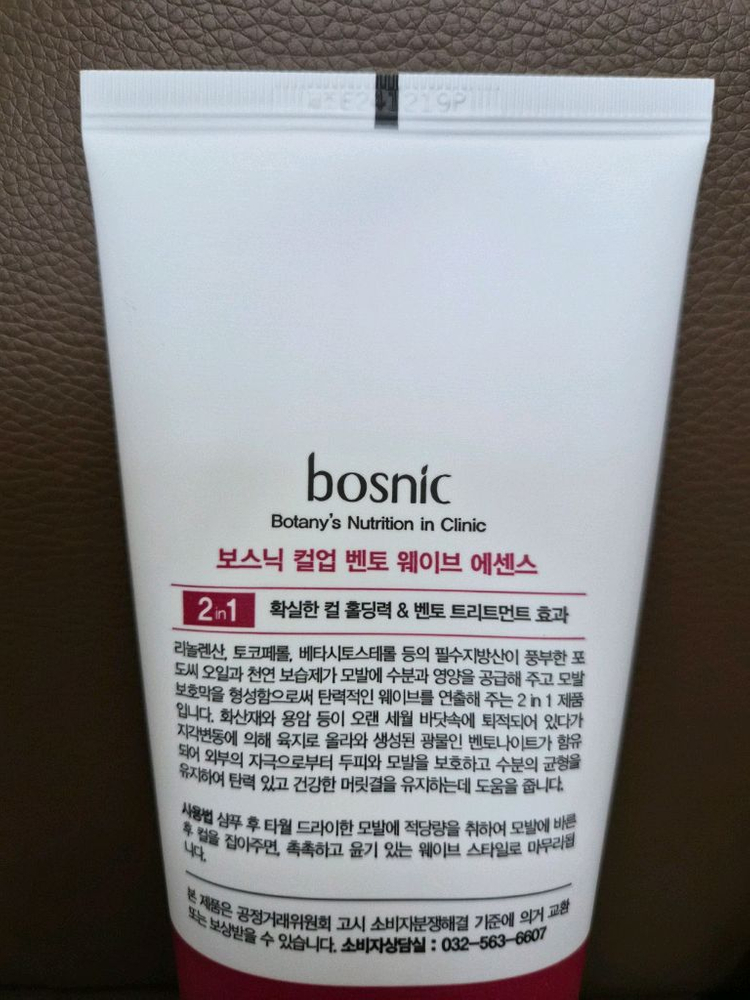 E241219P
bosnic
Botany's Nutrition in Clinic
보스닉 컬업 벤토 웨이브 에센스
2in1 확실한 컬 홀딩력 & 벤토 트리트먼트 효과
리놀렌산, 토코페롤, 베타시토스테롤 등의 필수지방산이 풍부한 포
도씨 오일과 천연 보습제가 모발에 수분과 영양을 공급해 주고 모발
보호막을 형성함으로써 탄력적인 웨이브를 연출해 주는 2 in 1 제품
입니다. 화산재와 용암 등이 오랜 세월 바닷속에 퇴적되어 있다가
지각변동에 의해 육지로 올라와 생성된 광물인 벤토나이트가 함유
되어 외부의 자극으로부터 두피와 모발을 보호하고 수분의 균형을
유지하여 탄력 있고 건강한 머릿결을 유지하는데 도움을 줍니다.
사용법 샴푸 후 타월 드라이한 모발에 적당량을 취하여 모발에 바른
후 컬을 잡아주면, 촉촉하고 윤기 있는 웨이브 스타일로 마무리됩
니다.
본 제품은 공정거래위원회 고시 소비자분쟁해결 기준에 의거 교환
또는 보상받을 수 있습니다. 소비자상담실 : 032-563-6607